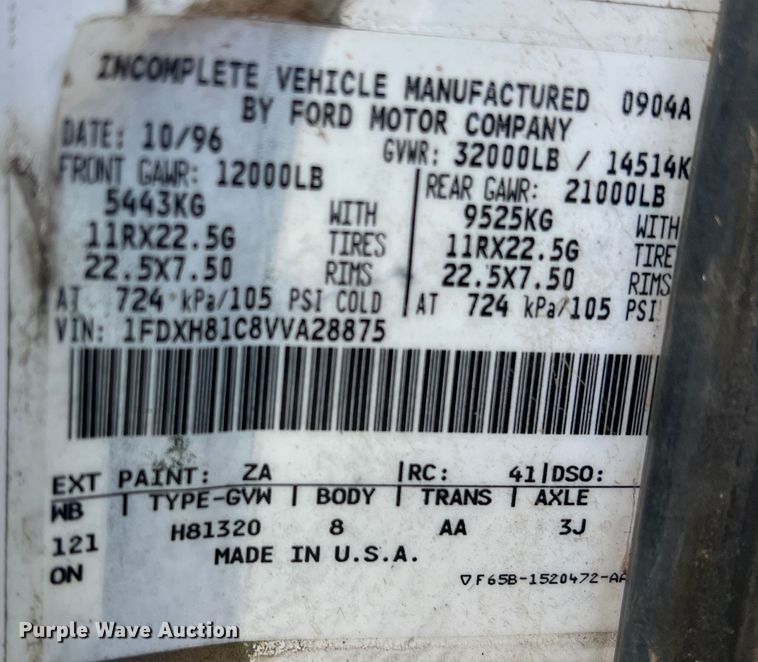 INCOMPLETE VEHICLE MANUFACTURED 0904A
BY FORD MOTOR COMPANY
DATE: 10/96 GVWR: 32000LB / 14514K
FRONT GAWR: 12000LB REAR GAWR: 21000LB
5443KG WITH 9525KG WITH
11RX22.5G TIRES 11RX22.5G TIRE
22.5X7.50 RIMS 22.5X7.50 RIMS
AT 724 kPa/105 PSI COLD AT 724 kPa/105 PSI
VIN: 1FDXH81C8VVA28875
EXT PAINT: ZA RC: 41 DSO:
WB TYPE-GVW BODY TRANS AXLE
121 H81320 8 AA 3J
ON MADE IN U.S.A.
F65B-1520472-AA
Purple Wave Auction